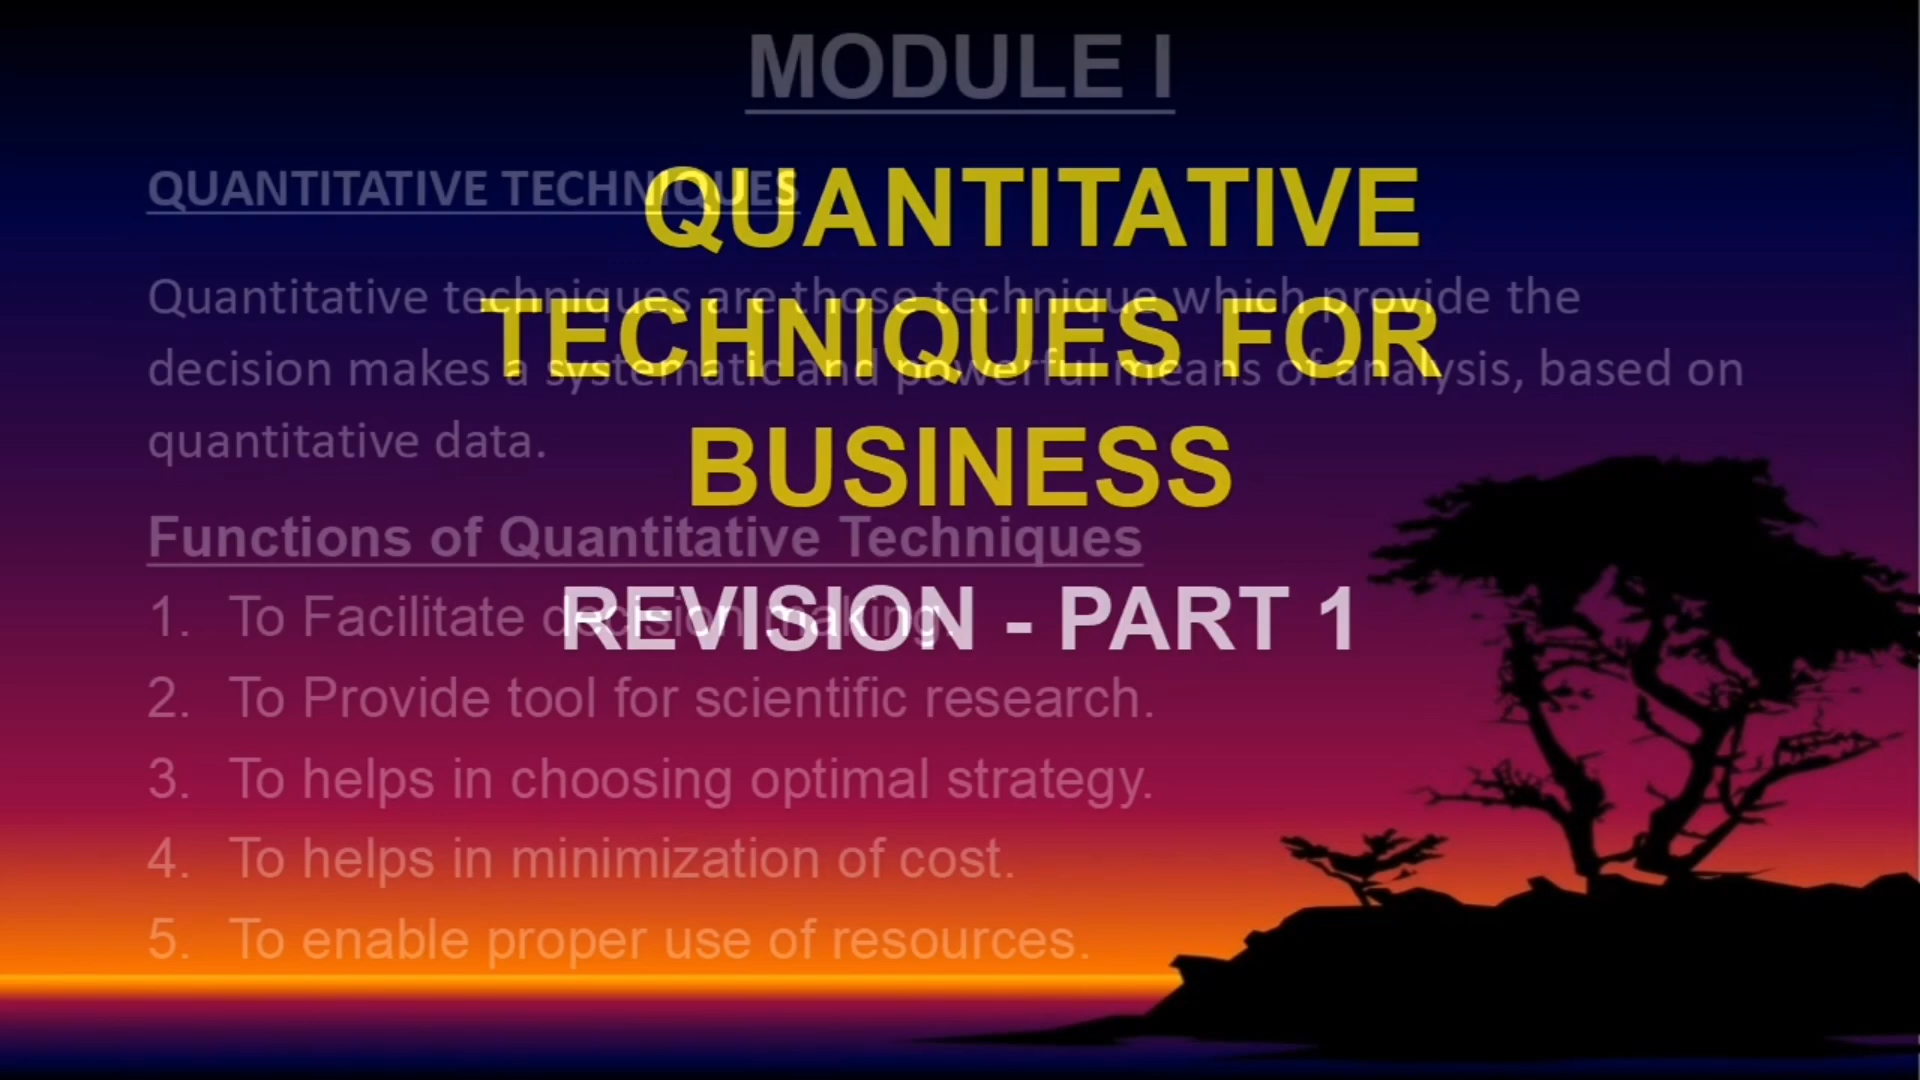 MODULE I
QUANTITATIVE TECHNIQUES
QUANTITATIVE
Quantitative techniques are those technique which provide the
TECHNIQUES FOR
decision makes a systematic and powerful means of analysis, based on
quantitative data.
BUSINESS
Functions of Quantitative Techniques
1. To Facilitate decision making.
REVISION - PART 1
2. To Provide tool for scientific research.
3. To helps in choosing optimal strategy.
4. To helps in minimization of cost.
5. To enable proper use of resources.